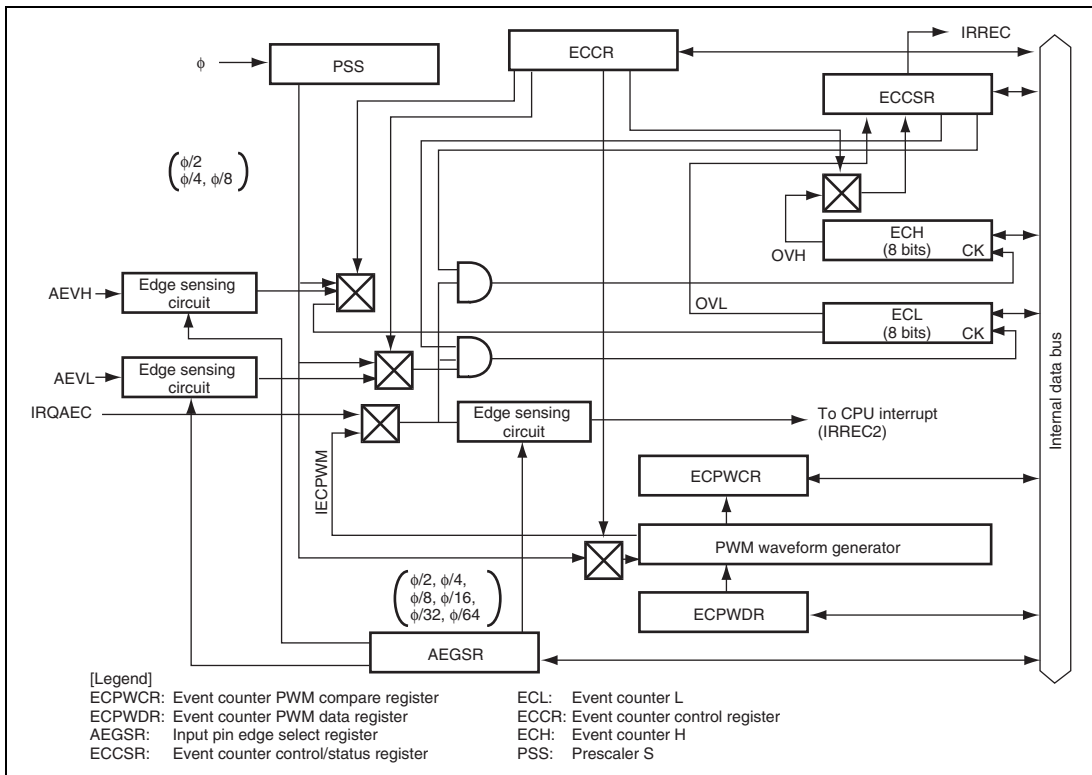 IRREC
ϕ
PSS
ECCR
ECCSR
ϕ/2
ϕ/4, ϕ/8
ECH
(8 bits)
CK
OVH
AEVH
Edge sensing
circuit
OVL
ECL
(8 bits)
CK
AEVL
Edge sensing
circuit
IRQAEC
Edge sensing
circuit
To CPU interrupt
(IRREC2)
Internal data bus
IECPWM
ECPWCR
PWM waveform generator
ϕ/2, ϕ/4,
ϕ/8, ϕ/16,
ϕ/32, ϕ/64
ECPWDR
AEGSR
[Legend]
ECPWCR: Event counter PWM compare register
ECPWDR: Event counter PWM data register
AEGSR: Input pin edge select register
ECCSR: Event counter control/status register
ECL: Event counter L
ECCR: Event counter control register
ECH: Event counter H
PSS: Prescaler S